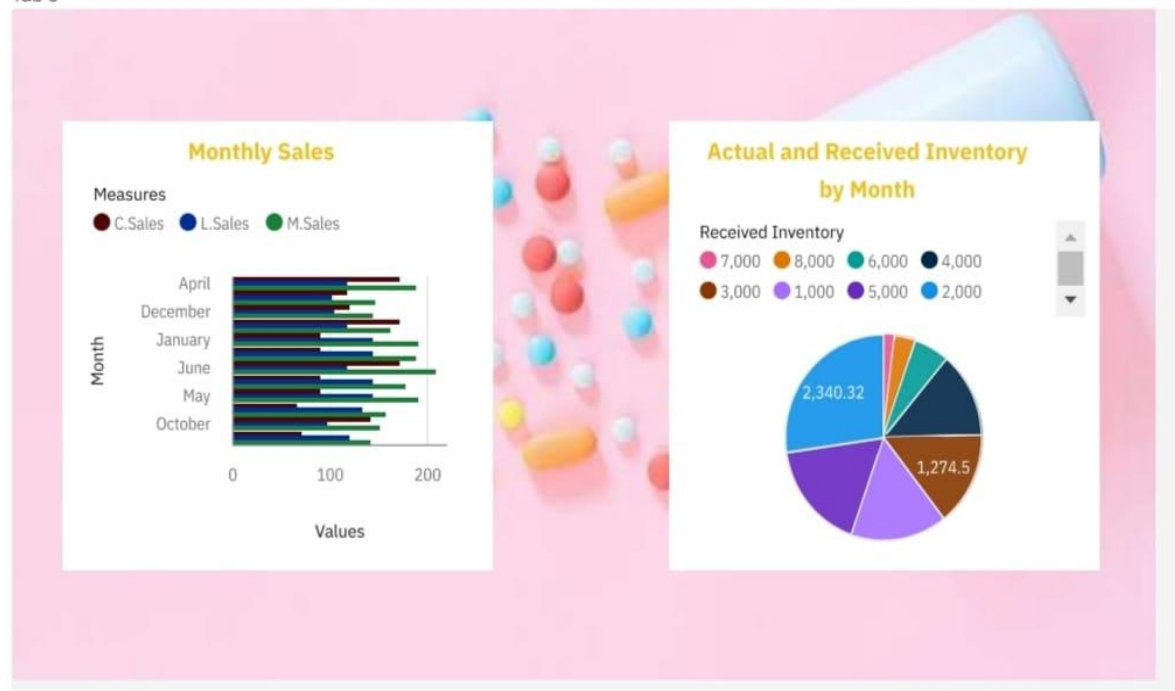 Monthly Sales
Measures
C.Sales L.Sales M.Sales
April
December
January
June
May
October
Month
0 100 200
Values
Actual and Received Inventory
by Month
Received Inventory
7,000 8,000 6,000 4,000
3,000 1,000 5,000 2,000
2,340.32
1,274.5